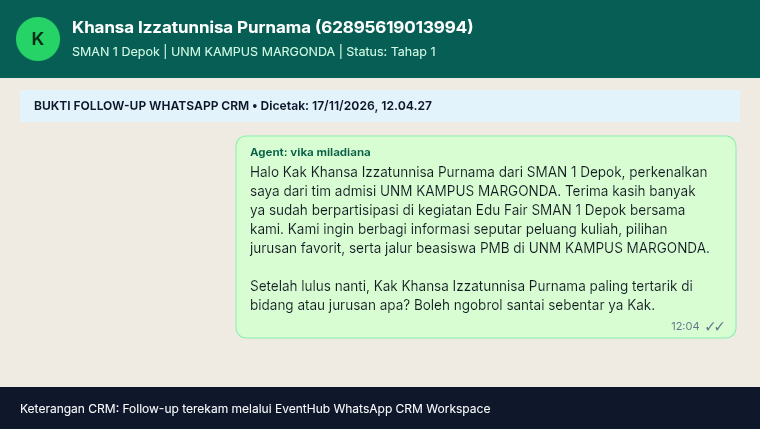 K
Khansa Izzatunnisa Purnama (62895619013994)
SMAN 1 Depok | UNM KAMPUS MARGONDA | Status: Tahap 1
BUKTI FOLLOW-UP WHATSAPP CRM • Dicetak: 17/11/2026, 12.04.27
Agent: vika miladiana
Halo Kak Khansa Izzatunnisa Purnama dari SMAN 1 Depok, perkenalkan
saya dari tim admisi UNM KAMPUS MARGONDA. Terima kasih banyak
ya sudah berpartisipasi di kegiatan Edu Fair SMAN 1 Depok bersama
kami. Kami ingin berbagi informasi seputar peluang kuliah, pilihan
jurusan favorit, serta jalur beasiswa PMB di UNM KAMPUS MARGONDA.
Setelah lulus nanti, Kak Khansa Izzatunnisa Purnama paling tertarik di
bidang atau jurusan apa? Boleh ngobrol santai sebentar ya Kak.
12:04 ✓✓
Keterangan CRM: Follow-up terekam melalui EventHub WhatsApp CRM Workspace